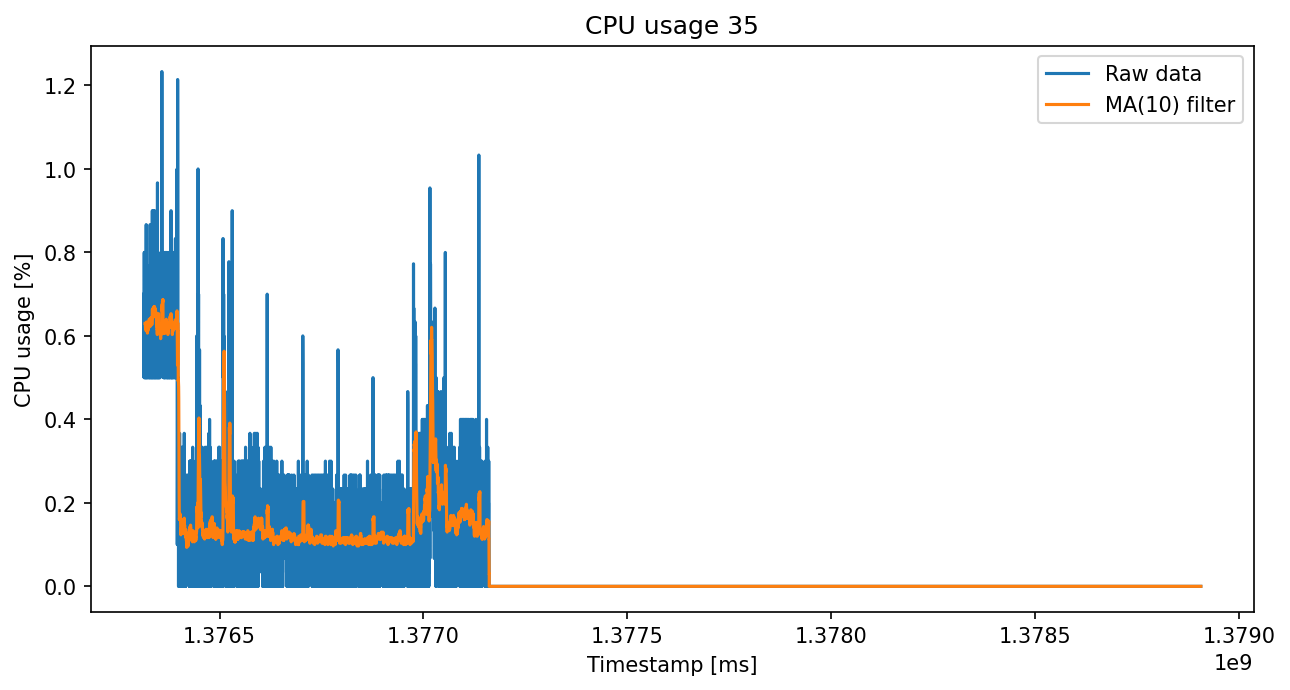 CPU usage 35
Raw data
MA(10) filter
CPU usage [%]
1.2
1.0
0.8
0.6
0.4
0.2
0.0
1.3765
1.3770
1.3775
1.3780
1.3785
1.3790
1e9
Timestamp [ms]